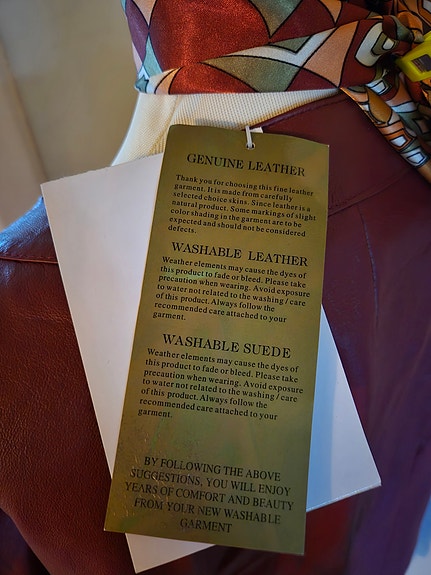 GENUINE LEATHER
Thank you for choosing this fine leather
garment. It is made from carefully
selected choice skins. Since leather is a
natural product. Some markings of slight
color shading in the garment are to be
expected and should not be considered
defects.
WASHABLE LEATHER
Weather elements may cause the dyes of
this product to fade or bleed. Please take
precaution when wearing. Avoid exposure
to water not related to the washing / care
of this product. Always follow the
recommended care attached to your
garment.
WASHABLE SUEDE
Weather elements may cause the dyes of
this product to fade or bleed. Please take
precaution when wearing. Avoid exposure
to water not related to the washing / care
of this product. Always follow the
recommended care attached to your
garment.
BY FOLLOWING THE ABOVE
SUGGESTIONS, YOU WILL ENJOY
YEARS OF COMFORT AND BEAUTY
FROM YOUR NEW WASHABLE
GARMENT